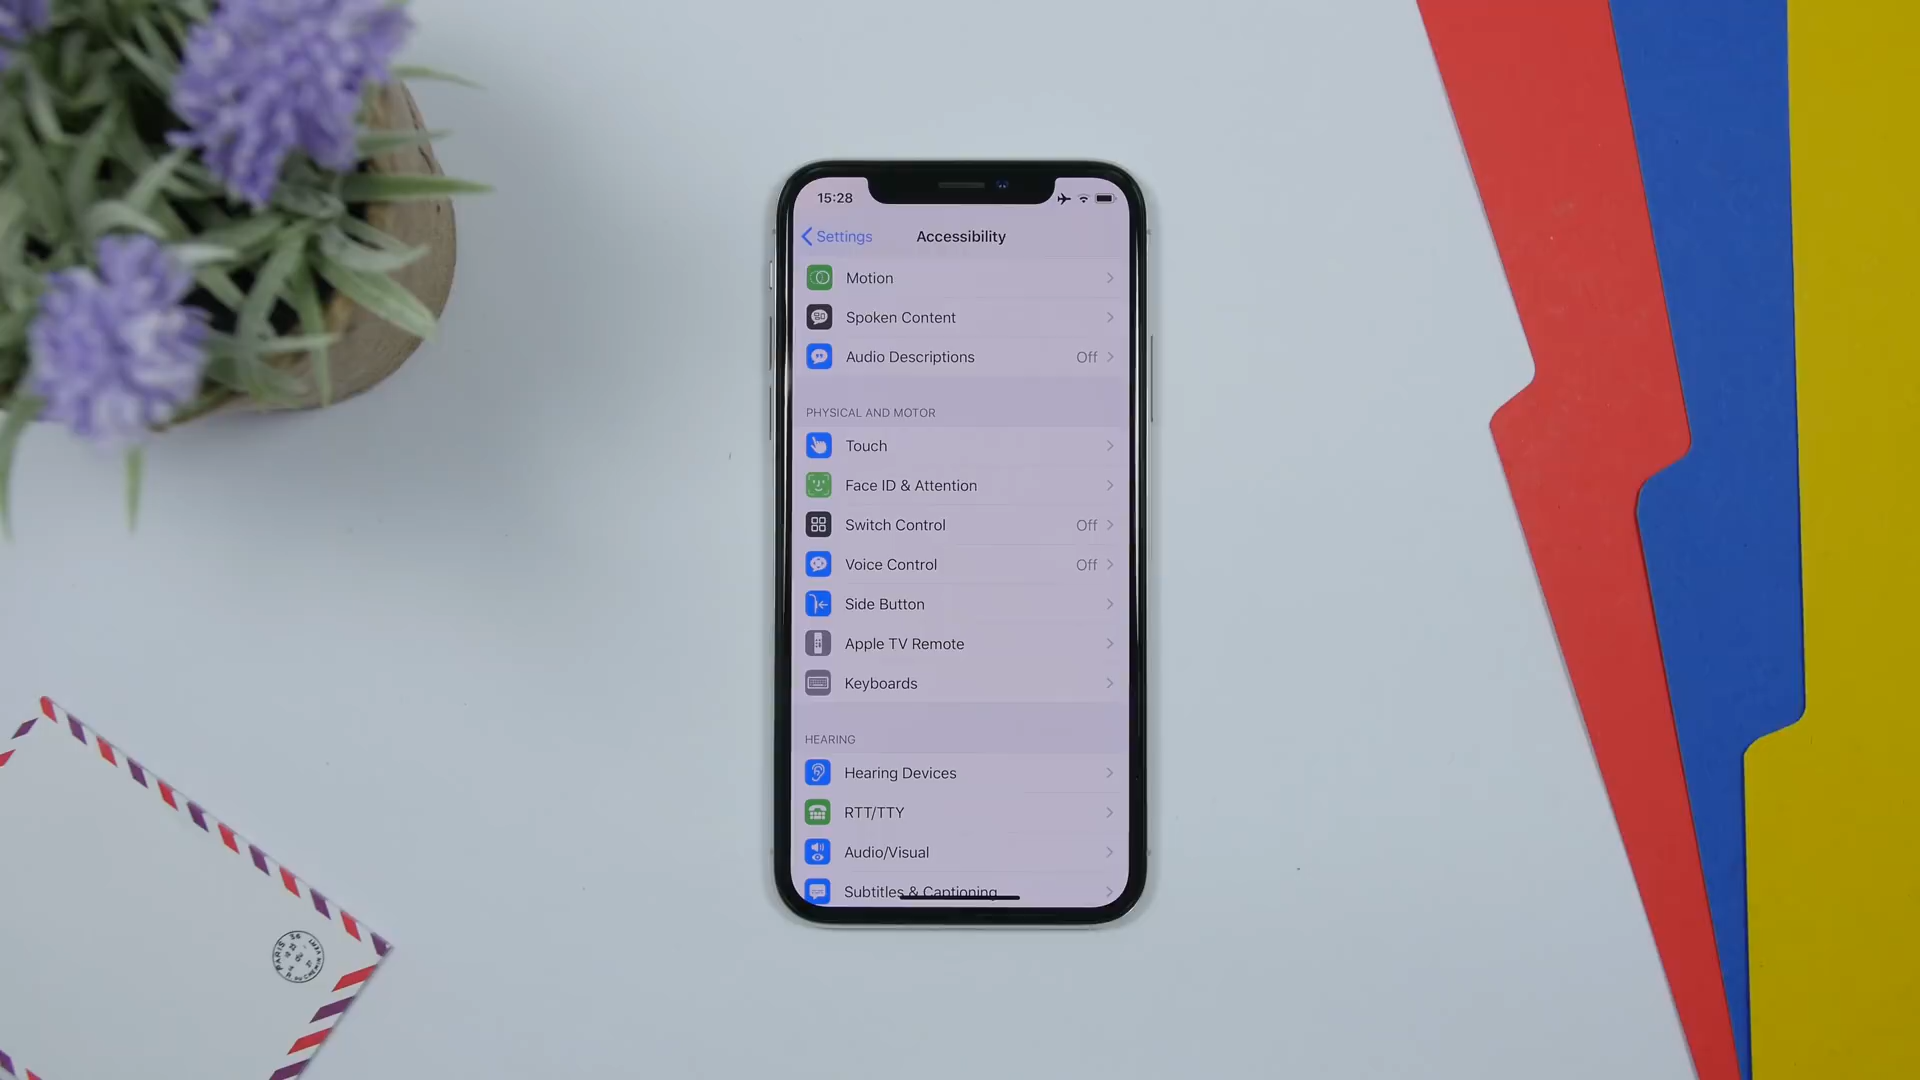 15:28
Settings
Accessibility
Motion
Spoken Content
Audio Descriptions Off
PHYSICAL AND MOTOR
Touch
Face ID & Attention
Switch Control Off
Voice Control Off
Side Button
Apple TV Remote
Keyboards
HEARING
Hearing Devices
RTT/TTY
Audio/Visual
Subtitles & Captioning
PARIS